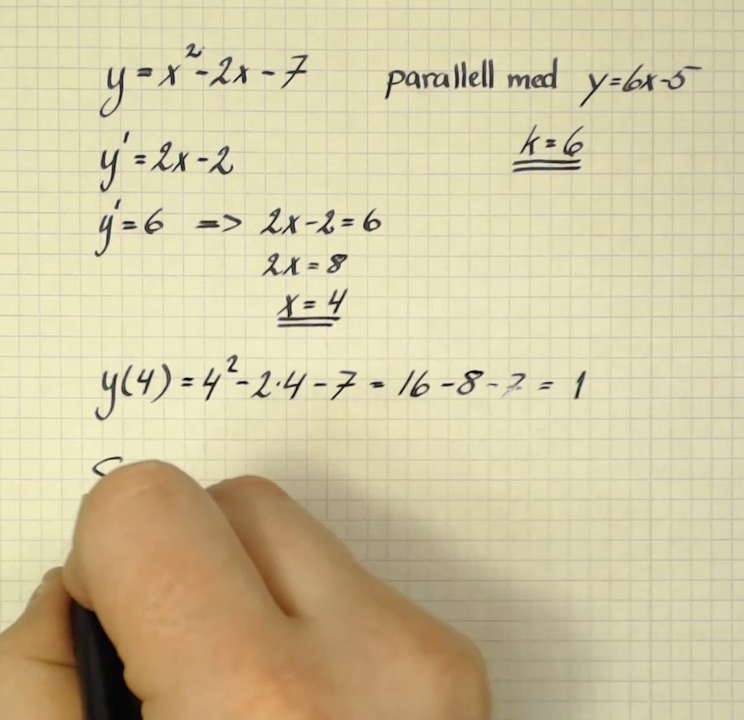 y = x² - 2x - 7 parallell med y = 6x - 5
k = 6
y' = 2x - 2
y' = 6 => 2x - 2 = 6
2x = 8
x = 4
y(4) = 4² - 2·4 - 7 = 16 - 8 - 7 = 1